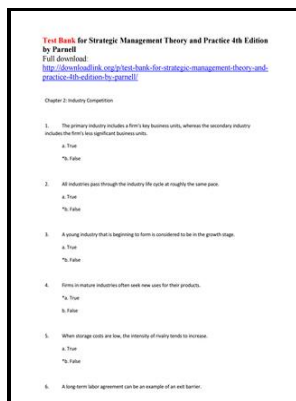 Test Bank for Strategic Management Theory and Practice 4th Edition
by Parnell
Full download:
http://downloadlink.org/p/test-bank-for-strategic-management-theory-and-
practice-4th-edition-by-parnell/
Chapter 2: Industry Competition
1. The primary industry includes a firm's key business units, whereas the secondary industry
includes the firm's less significant business units.
a. True
*b. False
2. All industries pass through the industry life cycle at roughly the same pace.
a. True
*b. False
3. A young industry that is beginning to form is considered to be in the growth stage.
a. True
*b. False
4. Firms in mature industries often seek new uses for their products.
*a. True
b. False
5. When storage costs are low, the intensity of rivalry tends to increase.
a. True
*b. False
6. A long-term labor agreement can be an example of an exit barrier.